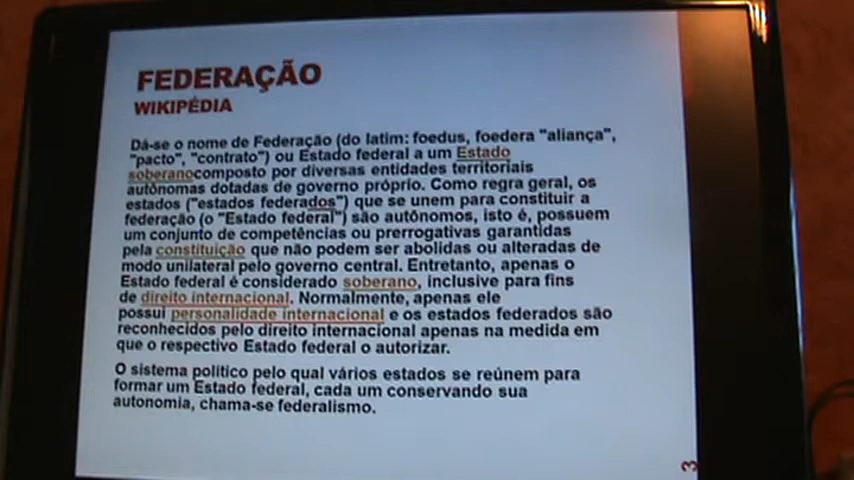 FEDERAÇÃO
WIKIPÉDIA
Dá-se o nome de Federação (do latim: foedus, foedera "aliança",
"pacto", "contrato") ou Estado federal a um Estado
soberanocomposto por diversas entidades territoriais
autônomas dotadas de governo próprio. Como regra geral, os
estados ("estados federados") que se unem para constituir a
federação (o "Estado federal") são autônomos, isto é, possuem
um conjunto de competências ou prerrogativas garantidas
pela constituição que não podem ser abolidas ou alteradas de
modo unilateral pelo governo central. Entretanto, apenas o
Estado federal é considerado soberano, inclusive para fins
de direito internacional. Normalmente, apenas ele
possui personalidade internacional e os estados federados são
reconhecidos pelo direito internacional apenas na medida em
que o respectivo Estado federal o autorizar.
O sistema político pelo qual vários estados se reúnem para
formar um Estado federal, cada um conservando sua
autonomia, chama-se federalismo.
3